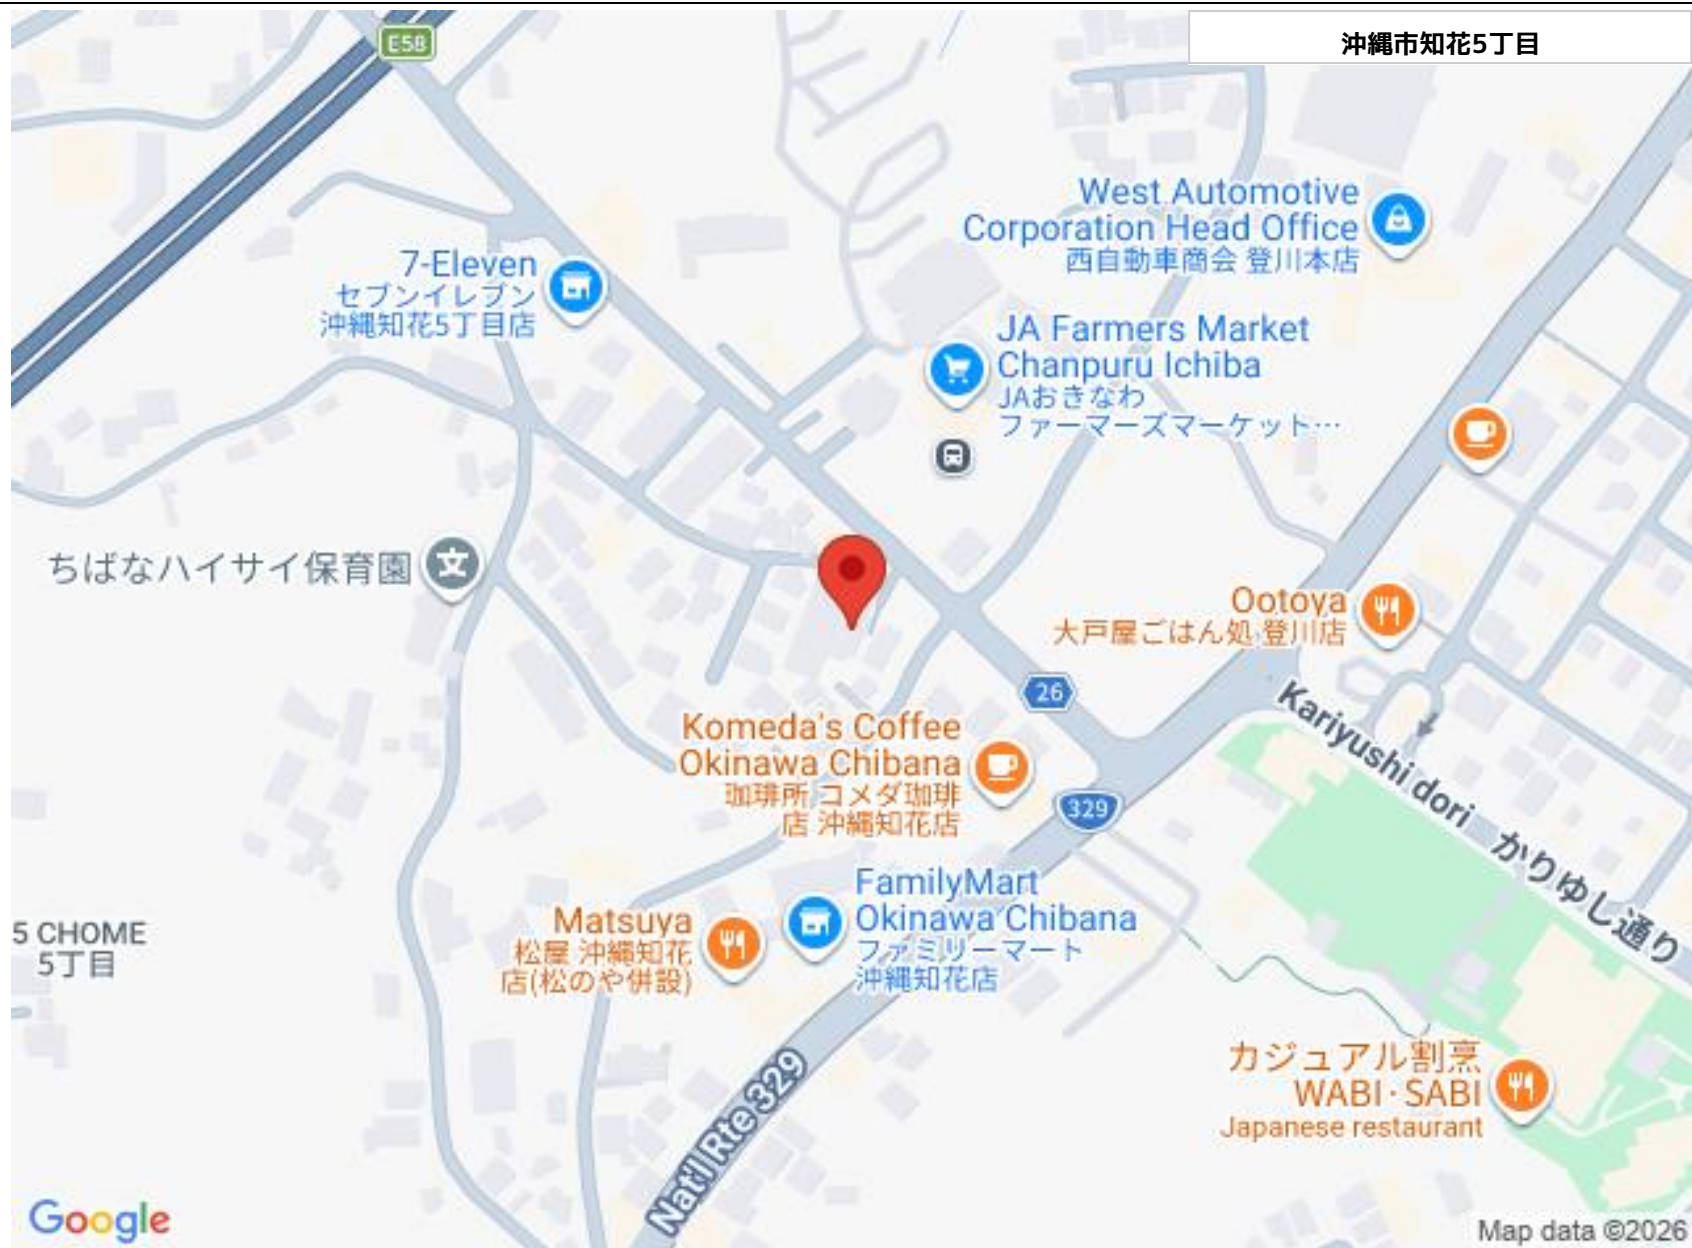 沖縄市知花5丁目
E58
West Automotive
Corporation Head Office
西自動車商会 登川本店
7-Eleven
セブンイレブン
沖縄知花5丁目店
JA Farmers Market
Chanpuru Ichiba
JAおきなわ
ファーマーズマーケット…
ちばなハイサイ保育園
文
Ootoya
大戸屋ごはん処 登川店
26
Kariyushi dori かりゆし通り
Komeda's Coffee
Okinawa Chibana
珈琲所 コメダ珈琲
店 沖縄知花店
329
FamilyMart
Okinawa Chibana
ファミリーマート
沖縄知花店
Matsuya
松屋 沖縄知花
店(松のや併設)
5 CHOME
5丁目
Nat'l Rte 329
カジュアル割烹
WABI · SABI
Japanese restaurant
Google
Map data ©2026